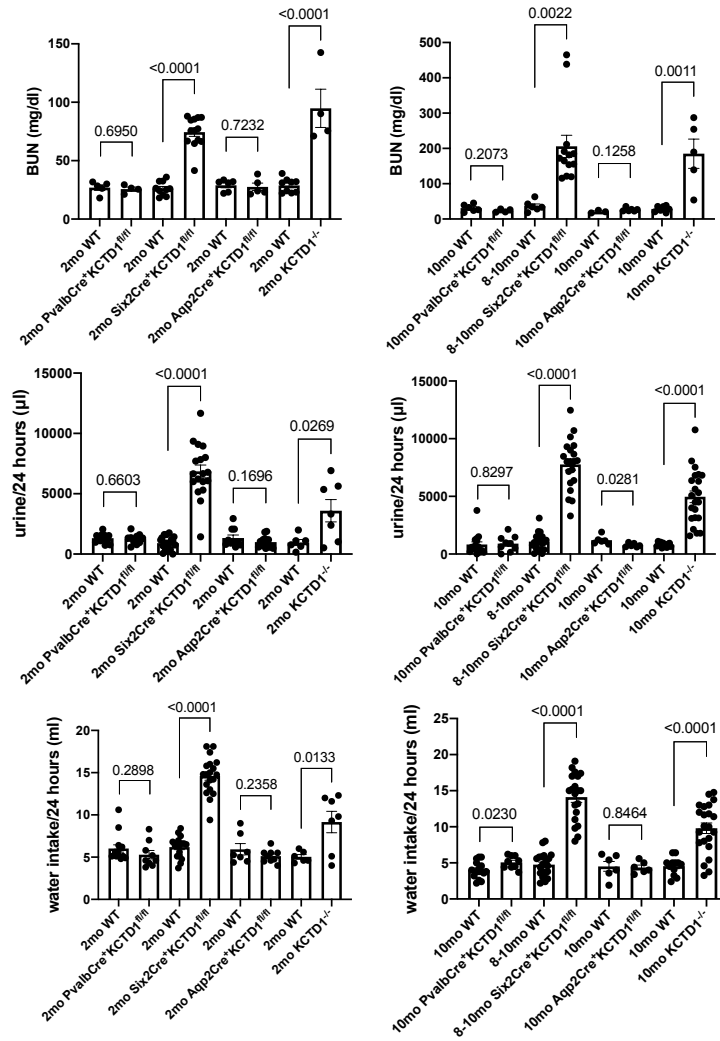 <0.0001
<0.0001
0.6950
0.7232
BUN (mg/dl)
150
100
50
0
2mo WT
2mo PvalbCre⁺KCTD1ᶠˡ/ᶠˡ
2mo WT
2mo Six2Cre⁺KCTD1ᶠˡ/ᶠˡ
2mo WT
2mo Aqp2Cre⁺KCTD1ᶠˡ/ᶠˡ
2mo WT
2mo KCTD1⁻/⁻
0.0022
0.0011
0.2073
0.1258
BUN (mg/dl)
500
400
300
200
100
0
10mo WT
10mo PvalbCre⁺KCTD1ᶠˡ/ᶠˡ
8-10mo WT
8-10mo Six2Cre⁺KCTD1ᶠˡ/ᶠˡ
10mo WT
10mo Aqp2Cre⁺KCTD1ᶠˡ/ᶠˡ
10mo WT
10mo KCTD1⁻/⁻
<0.0001
0.0269
0.6603
0.1696
urine/24 hours (µl)
15000
10000
5000
0
2mo WT
2mo PvalbCre⁺KCTD1ᶠˡ/ᶠˡ
2mo WT
2mo Six2Cre⁺KCTD1ᶠˡ/ᶠˡ
2mo WT
2mo Aqp2Cre⁺KCTD1ᶠˡ/ᶠˡ
2mo WT
2mo KCTD1⁻/⁻
<0.0001
<0.0001
0.8297
0.0281
urine/24 hours (µl)
15000
10000
5000
0
10mo WT
10mo PvalbCre⁺KCTD1ᶠˡ/ᶠˡ
8-10mo WT
8-10mo Six2Cre⁺KCTD1ᶠˡ/ᶠˡ
10mo WT
10mo Aqp2Cre⁺KCTD1ᶠˡ/ᶠˡ
10mo WT
10mo KCTD1⁻/⁻
<0.0001
0.2898
0.2358
0.0133
water intake/24 hours (ml)
20
15
10
5
0
2mo WT
2mo PvalbCre⁺KCTD1ᶠˡ/ᶠˡ
2mo WT
2mo Six2Cre⁺KCTD1ᶠˡ/ᶠˡ
2mo WT
2mo Aqp2Cre⁺KCTD1ᶠˡ/ᶠˡ
2mo WT
2mo KCTD1⁻/⁻
<0.0001
<0.0001
0.0230
0.8464
water intake/24 hours (ml)
25
20
15
10
5
0
10mo WT
10mo PvalbCre⁺KCTD1ᶠˡ/ᶠˡ
8-10mo WT
8-10mo Six2Cre⁺KCTD1ᶠˡ/ᶠˡ
10mo WT
10mo Aqp2Cre⁺KCTD1ᶠˡ/ᶠˡ
10mo WT
10mo KCTD1⁻/⁻